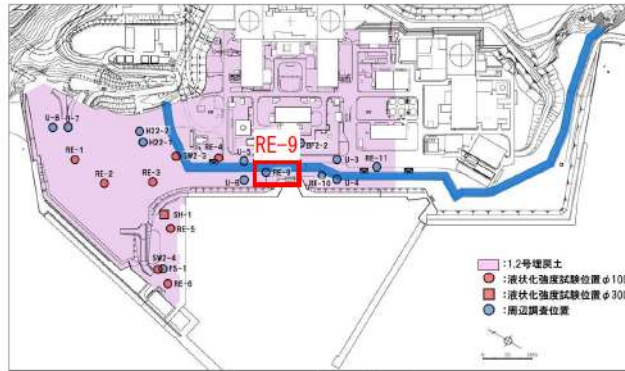 U-8
U-7
H22-2
H22-7
RE-1
RE-2
RE-3
SW2-3
RE-4
U-5
RE-9
BF2-2
U-3
RE-11
U-6
RE-9
RE-10
U-4
SH-1
RE-5
SW2-4
RE-6
:1,2号埋戻土
:液状化強度試験位置φ100
:液状化強度試験位置φ300
:周辺調査位置